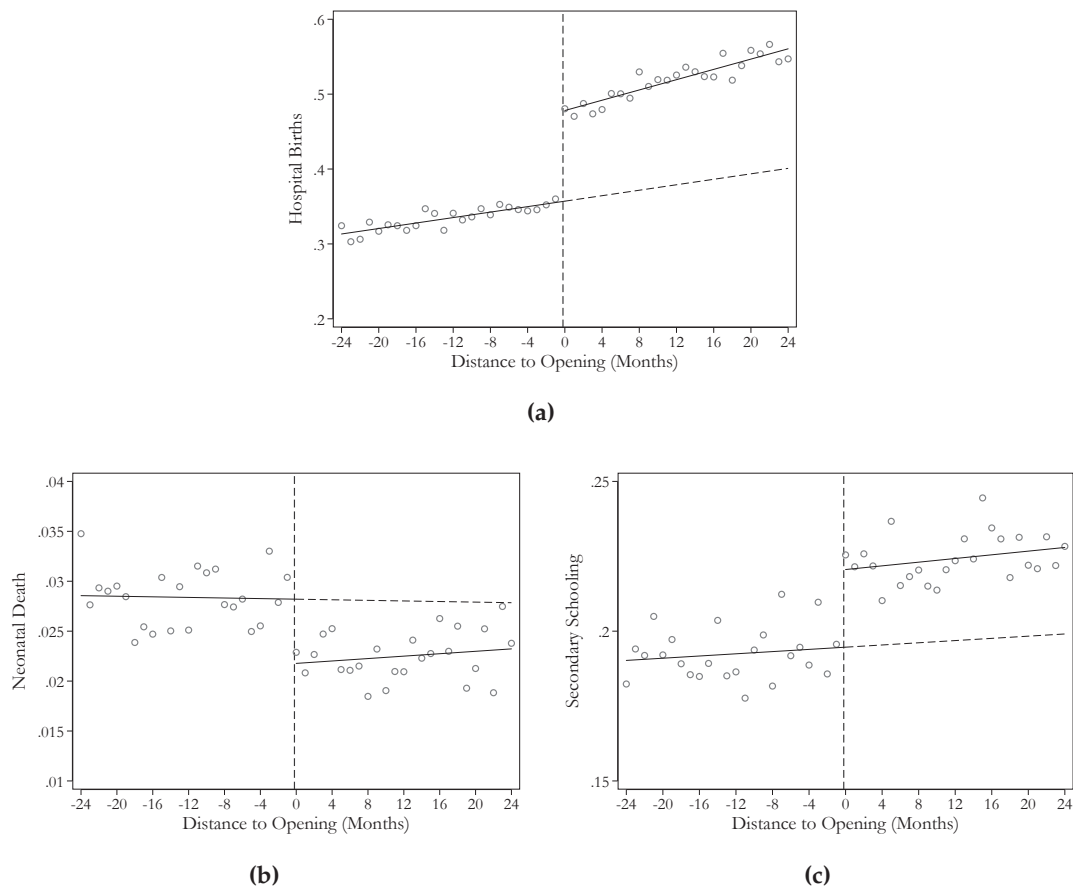 .6
.5
.4
.3
.2
Hospital Births
-24 -20 -16 -12 -8 -4 0 4 8 12 16 20 24
Distance to Opening (Months)
(a)
.04
.035
.03
.025
.02
.015
.01
Neonatal Death
-24 -20 -16 -12 -8 -4 0 4 8 12 16 20 24
Distance to Opening (Months)
(b)
.25
.2
.15
Secondary Schooling
-24 -20 -16 -12 -8 -4 0 4 8 12 16 20 24
Distance to Opening (Months)
(c)